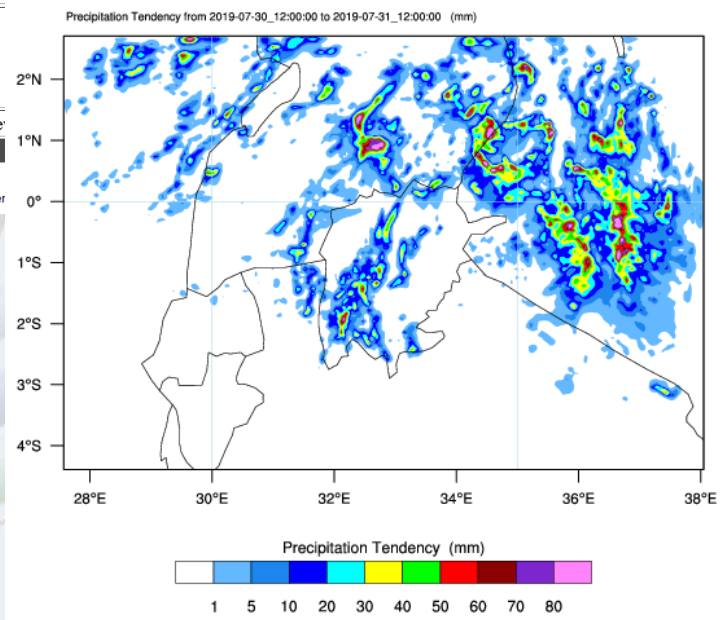 Precipitation Tendency from 2019-07-30_12:00:00 to 2019-07-31_12:00:00 (mm)
2°N
1°N
0°
1°S
2°S
3°S
4°S
28°E 30°E 32°E 34°E 36°E 38°E
Precipitation Tendency (mm)
1 5 10 20 30 40 50 60 70 80